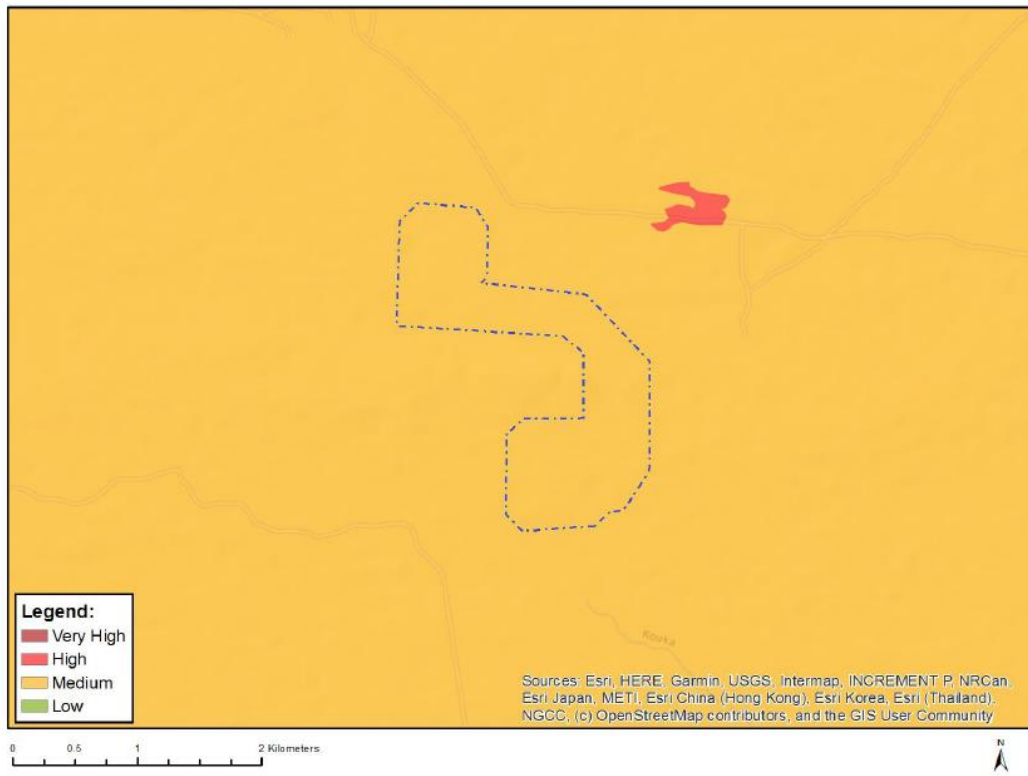 Kouka
Legend:
Very High
High
Medium
Low
Sources: Esri, HERE, Garmin, USGS, Intermap, INCREMENT P, NRCan,
Esri Japan, METI, Esri China (Hong Kong), Esri Korea, Esri (Thailand),
NGCC, (c) OpenStreetMap contributors, and the GIS User Community
0 0.5 1 2 Kilometers
N